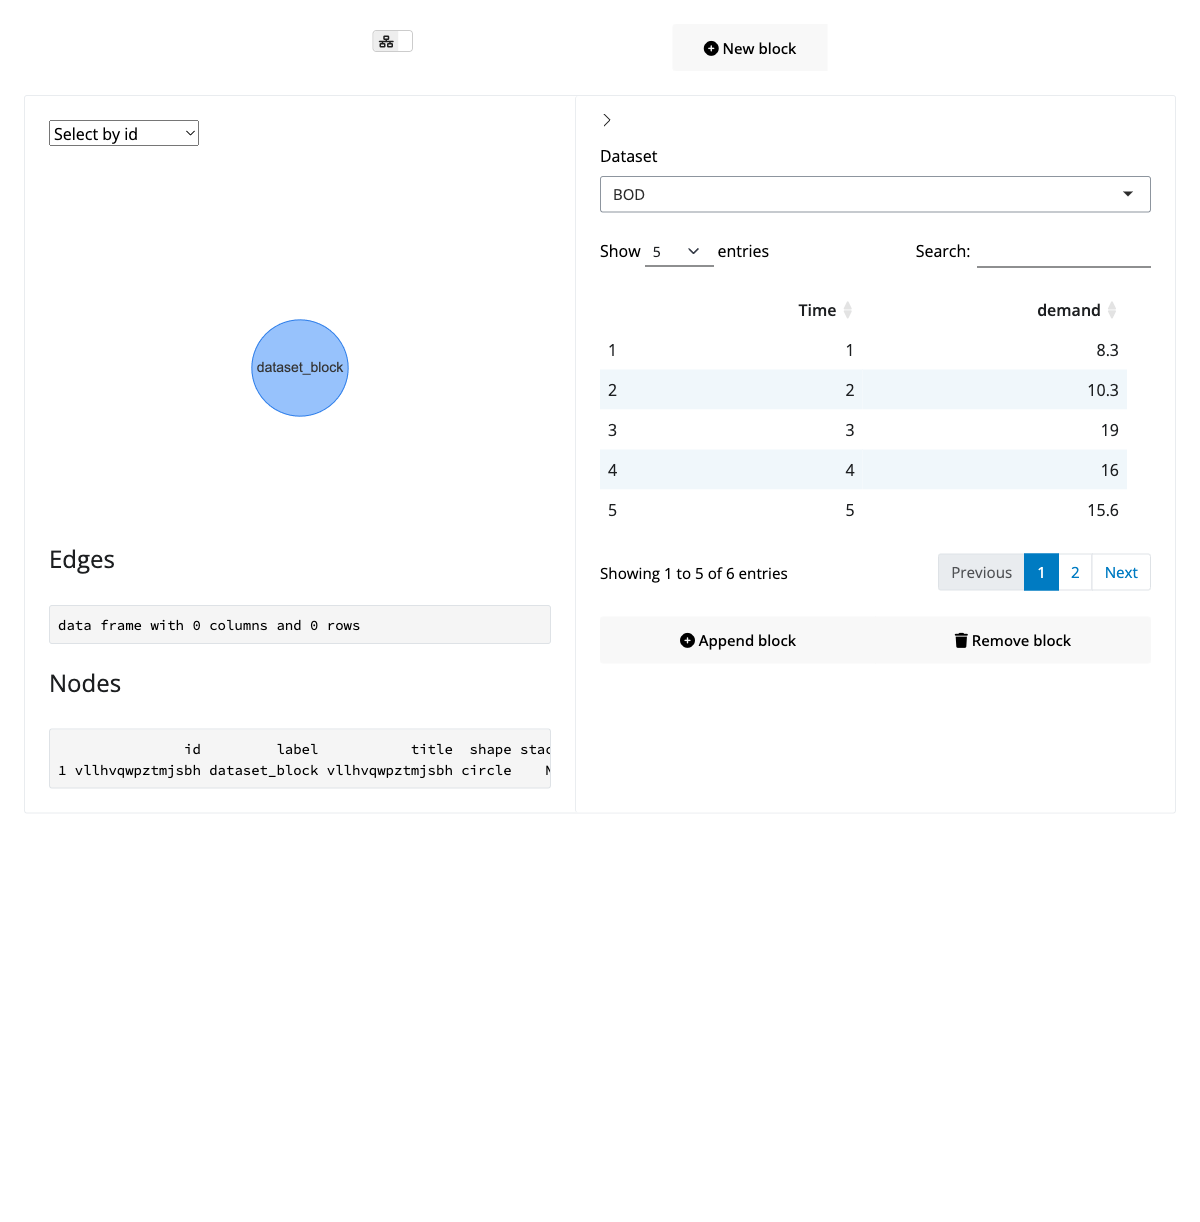 New block
Select by id
dataset_block
Edges
data frame with 0 columns and 0 rows
Nodes
id label title shape stac
1 vllhvqwpztmjsbh dataset_block vllhvqwpztmjsbh circle N
Dataset
BOD
Show 5 entries Search:
Time demand
1 1 8.3
2 2 10.3
3 3 19
4 4 16
5 5 15.6
Showing 1 to 5 of 6 entries Previous 1 2 Next
Append block Remove block